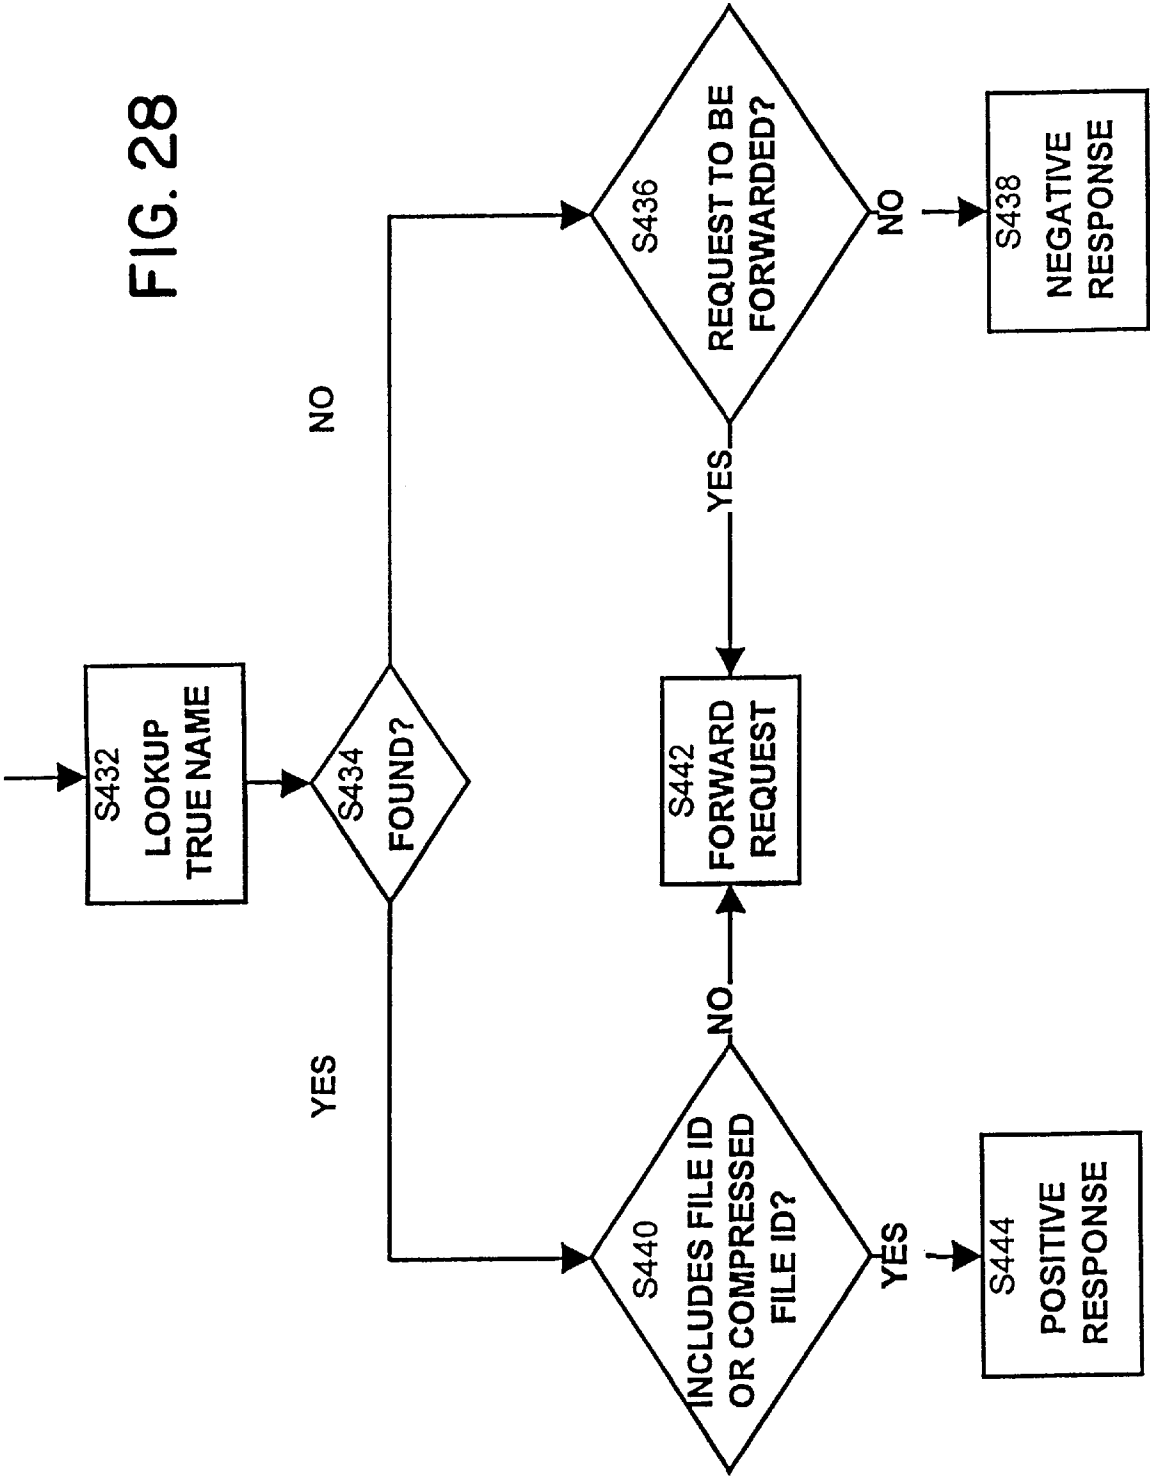 FIG. 28
S432
LOOKUP
TRUE NAME
S434
FOUND?
YES
NO
S440
INCLUDES FILE ID
OR COMPRESSED
FILE ID?
NO
YES
S442
FORWARD
REQUEST
S436
REQUEST TO BE
FORWARDED?
YES
NO
S444
POSITIVE
RESPONSE
S438
NEGATIVE
RESPONSE